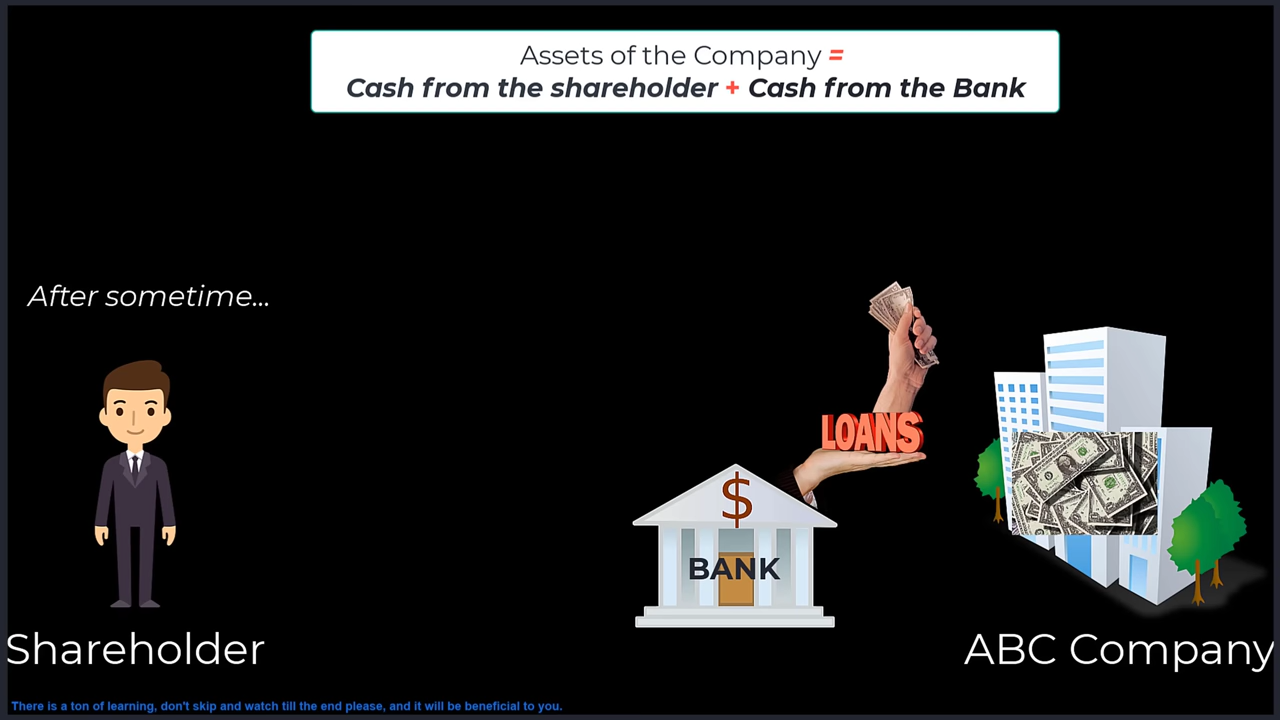 Assets of the Company =
Cash from the shareholder + Cash from the Bank
After sometime...
LOANS
$
BANK
Shareholder
ABC Company
There is a ton of learning, don't skip and watch till the end please, and it will be beneficial to you.